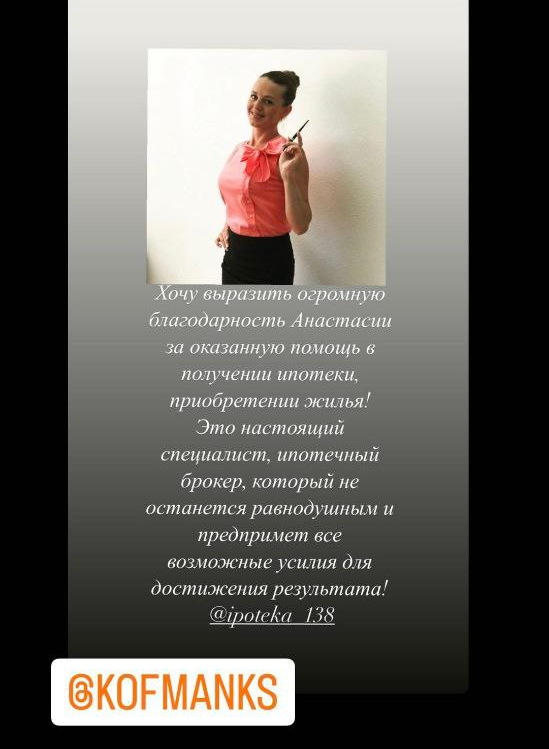 Хочу выразить огромную
благодарность Анастасии
за оказанную помощь в
получении ипотеки,
приобретении жилья!
Это настоящий
специалист, ипотечный
брокер, который не
останется равнодушным и
предпримет все
возможные усилия для
достижения результата!
@ipoteka_138
@KOFMANKS